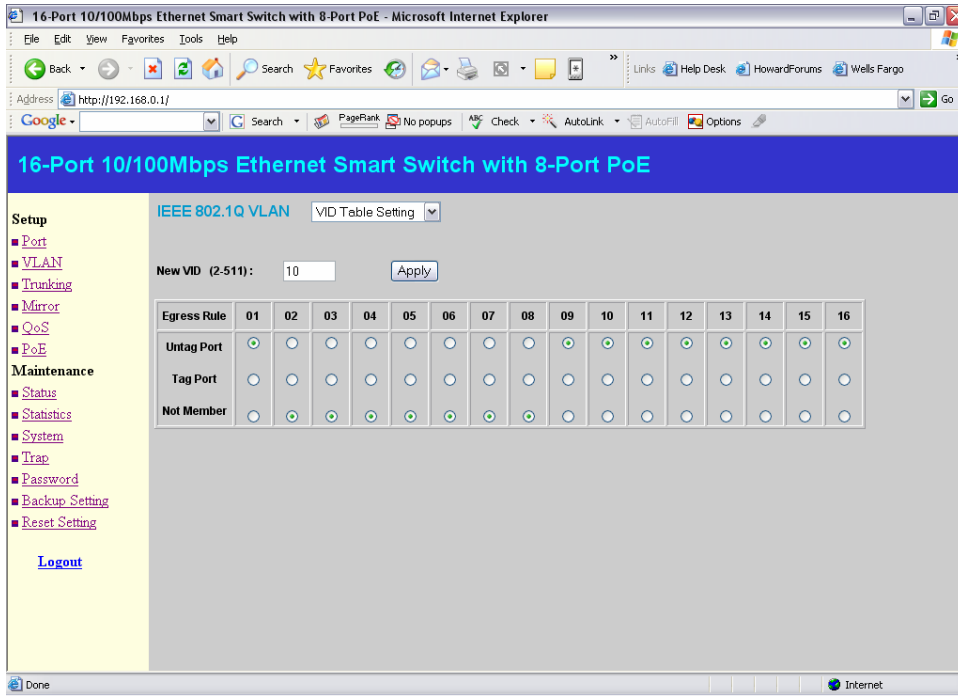 16-Port 10/100Mbps Ethernet Smart Switch with 8-Port PoE - Microsoft Internet Explorer
File Edit View Favorites Tools Help
Back Search Favorites » Links Help Desk HowardForums Wells Fargo
Address http://192.168.0.1/ Go
Google Search PageRank No popups ABC Check AutoLink AutoFill Options
16-Port 10/100Mbps Ethernet Smart Switch with 8-Port PoE
Setup
Port
VLAN
Trunking
Mirror
QoS
PoE
Maintenance
Status
Statistics
System
Trap
Password
Backup Setting
Reset Setting
Logout
IEEE 802.1Q VLAN VID Table Setting
New VID (2-511) : 10 Apply
Egress Rule 01 02 03 04 05 06 07 08 09 10 11 12 13 14 15 16
Untag Port
Tag Port
Not Member
Done Internet